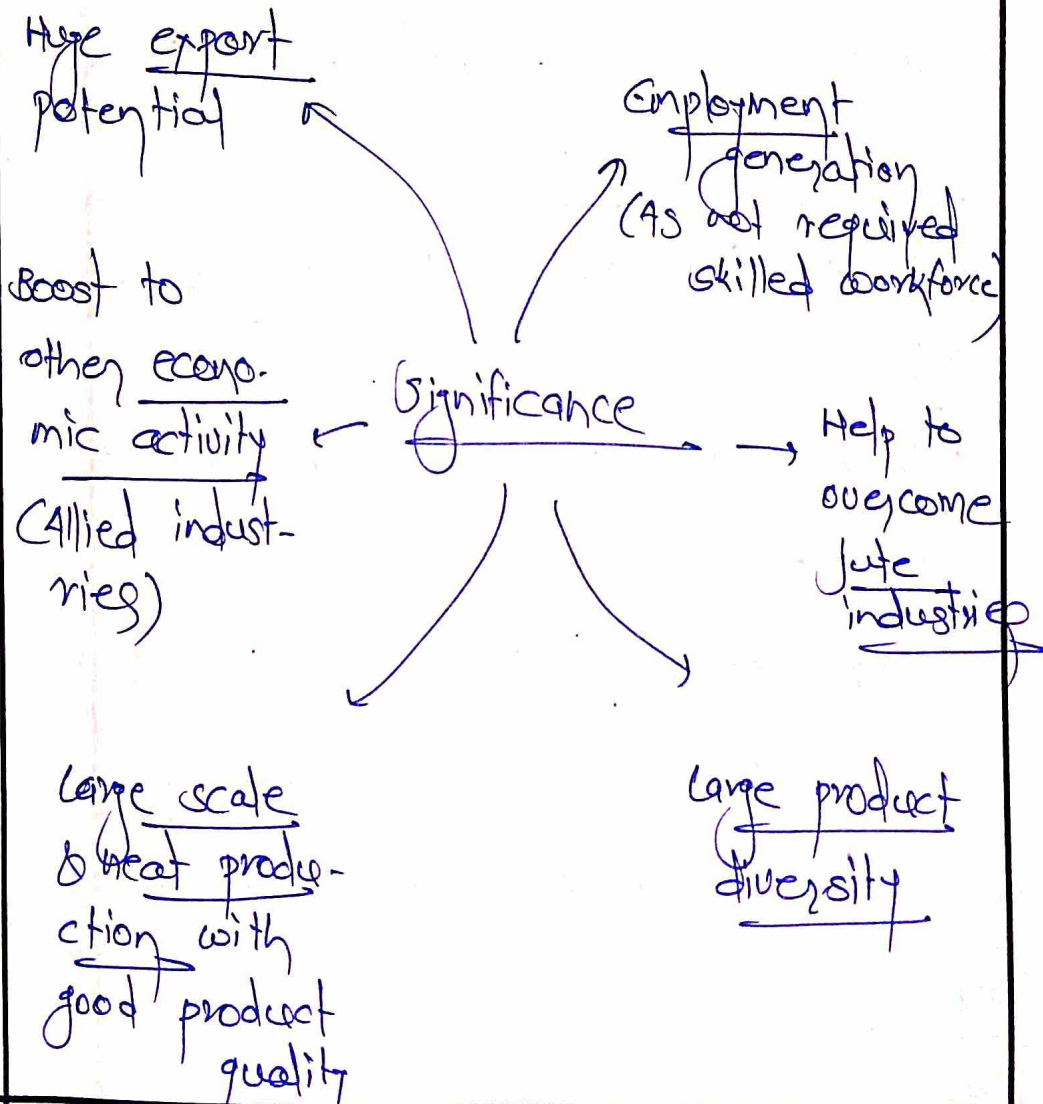 Huge export
potential
Employment
generation
(As not required
skilled workforce)
Boost to
other econo-
mic activity
(Allied indust-
ries)
Significance
Help to
overcome
Jute
industries
Large scale
& neat produ-
ction with
good product
quality
Large product
diversity